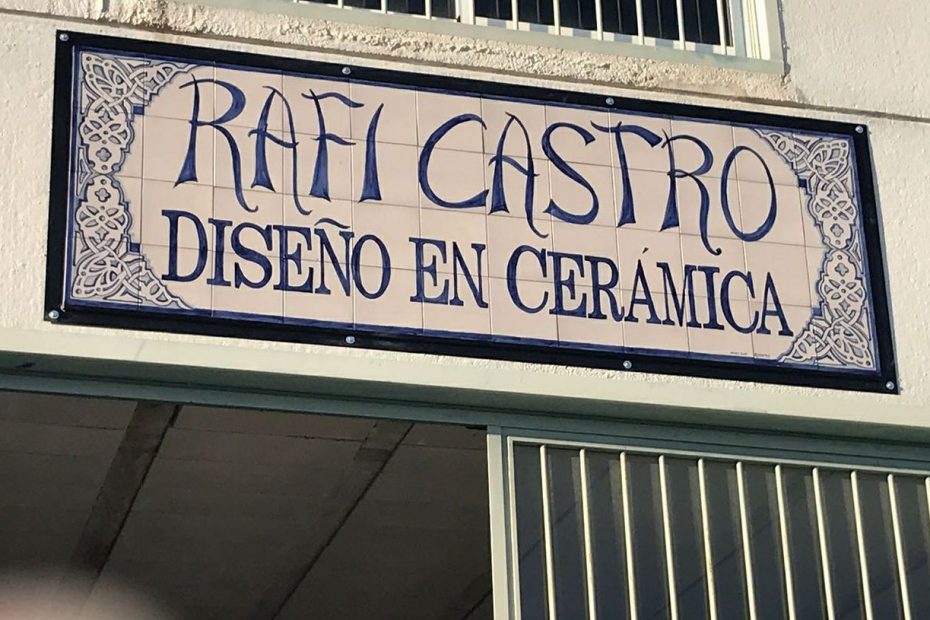 RAFI CASTRO
DISEÑO EN CERÁMICA